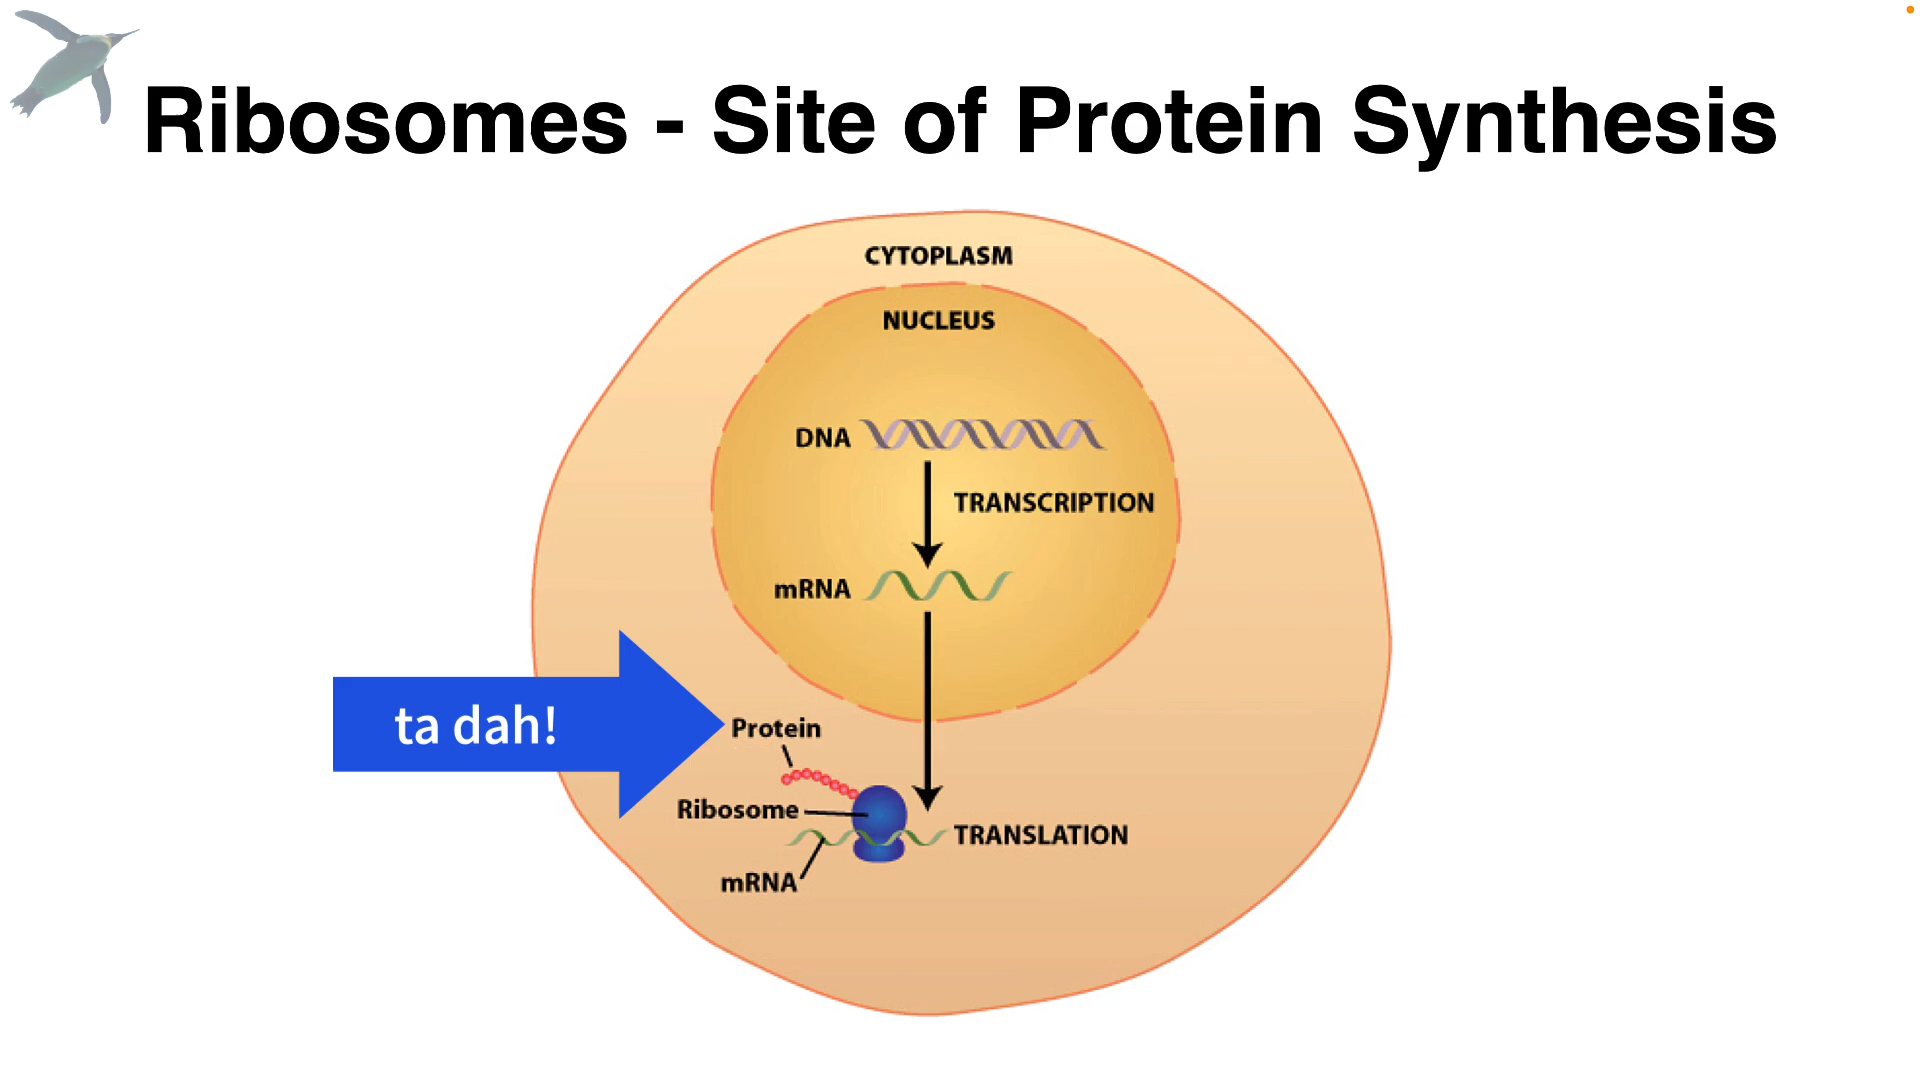 Ribosomes - Site of Protein Synthesis
CYTOPLASM
NUCLEUS
DNA
TRANSCRIPTION
mRNA
ta dah!
Protein
Ribosome
TRANSLATION
mRNA